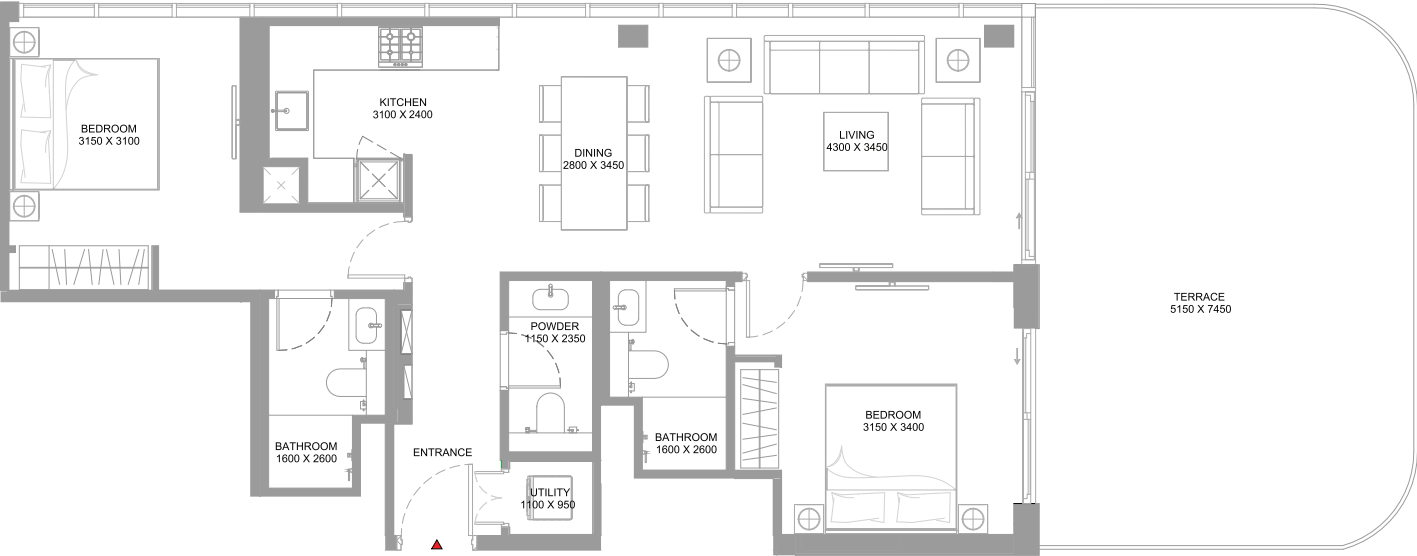 BEDROOM
3150 X 3100
KITCHEN
3100 X 2400
DINING
2800 X 3450
LIVING
4300 X 3450
TERRACE
5150 X 7450
POWDER
1150 X 2350
BEDROOM
3150 X 3400
BATHROOM
1600 X 2600
ENTRANCE
BATHROOM
1600 X 2600
UTILITY
1100 X 950